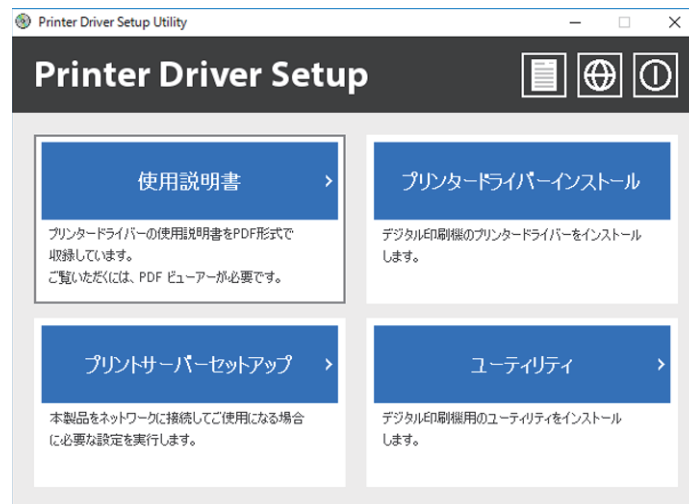 Printer Driver Setup Utility
Printer Driver Setup
使用説明書
プリンタードライバーの使用説明書をPDF形式で
収録しています。
ご覧いただくには、PDF ビューアーが必要です。
プリンタードライバーインストール
デジタル印刷機のプリンタードライバーをインストール
します。
プリントサーバーセットアップ
本製品をネットワークに接続してご使用になる場合
に必要な設定を実行します。
ユーティリティ
デジタル印刷機用のユーティリティをインストール
します。